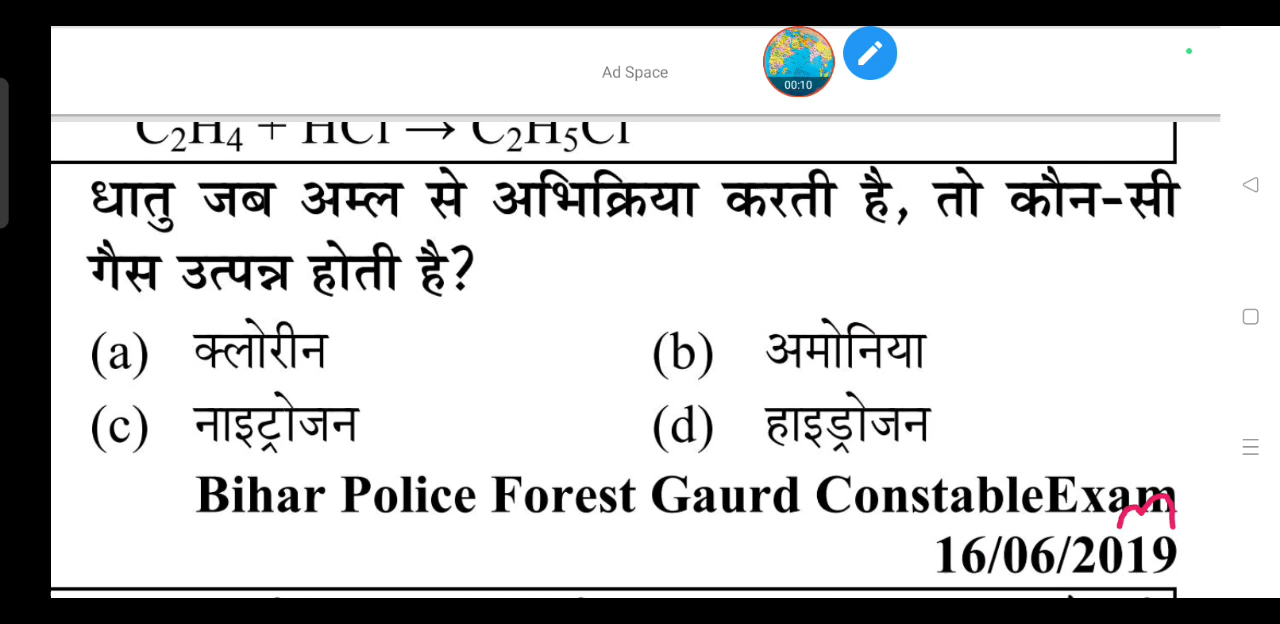 Ad Space
00:10
C₂H₄ + HCl → C₂H₅Cl
धातु जब अम्ल से अभिक्रिया करती है, तो कौन-सी
गैस उत्पन्न होती है?
(a) क्लोरीन (b) अमोनिया
(c) नाइट्रोजन (d) हाइड्रोजन
Bihar Police Forest Gaurd ConstableExam
16/06/2019